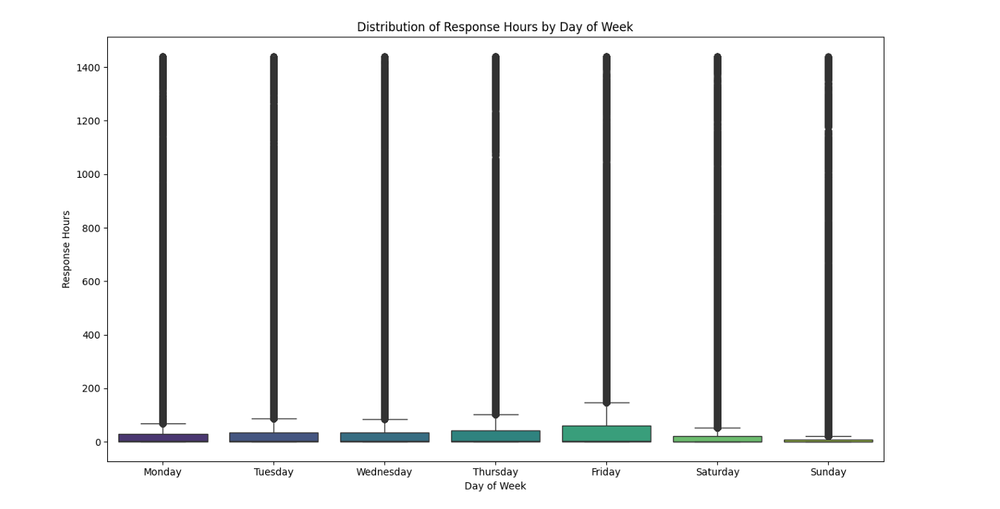 Distribution of Response Hours by Day of Week
1400
1200
1000
800
600
400
200
0
Response Hours
Monday Tuesday Wednesday Thursday Friday Saturday Sunday
Day of Week